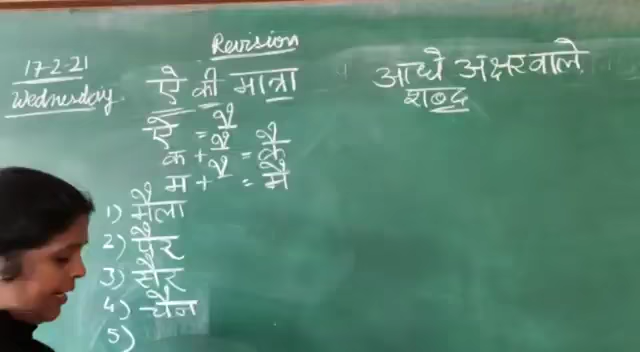 Revision
17-2-21
Wednesday
ऐ की मात्रा
ऐ = ै
क + ै = कै
म + ै = मै
1) मैला
2) पैर
3) सैर
4) चैन
5)
आधे अक्षर वाले
शब्द